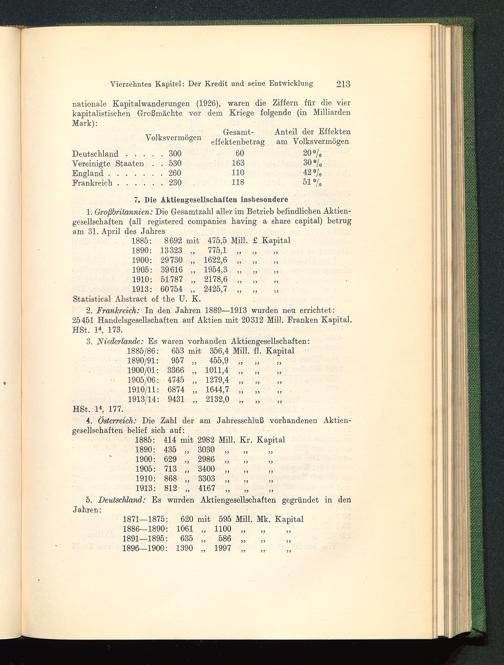 Vierzehntes Kapitel: Der Kredit und seine Entwicklung 213
nationale Kapitalwanderungen (1926), waren die Ziffern für die vier
kapitalistischen Großmächte vor dem Kriege folgende (in Milliarden
Mark):
Volksvermögen Gesamt-effektenbetrag Anteil der Effekten am Volksvermögen
Deutschland . . . . . 300 60 20 %
Vereinigte Staaten . . 530 163 30 %
England . . . . . . . 260 110 42 %
Frankreich . . . . . . 230 118 51 %
7. Die Aktiengesellschaften insbesondere
1. Großbritannien: Die Gesamtzahl aller im Betrieb befindlichen Aktien-
gesellschaften (all registered companies having a share capital) betrug
am 31. April des Jahres
1885: 8692 mit 475,5 Mill. £ Kapital
1890: 13323 „ 775,1 „ „ „
1900: 29730 „ 1622,6 „ „ „
1905: 39616 „ 1954,3 „ „ „
1910: 51787 „ 2178,6 „ „ „
1913: 60754 „ 2425,7 „ „ „
Statistical Abstract of the U. K.
2. Frankreich: In den Jahren 1889—1913 wurden neu errichtet:
25451 Handelsgesellschaften auf Aktien mit 20312 Mill. Franken Kapital.
HSt. 1⁴, 173.
3. Niederlande: Es waren vorhanden Aktiengesellschaften:
1885/86: 653 mit 356,4 Mill. fl. Kapital
1890/91: 957 „ 455,9 „ „ „
1900/01: 3366 „ 1011,4 „ „ „
1905/06: 4745 „ 1279,4 „ „ „
1910/11: 6874 „ 1644,7 „ „ „
1913/14: 9431 „ 2132,0 „ „ „
HSt. 1⁴, 177.
4. Österreich: Die Zahl der am Jahresschluß vorhandenen Aktien-
gesellschaften belief sich auf:
1885: 414 mit 2982 Mill. Kr. Kapital
1890: 435 „ 3030 „ „ „
1900: 629 „ 2986 „ „ „
1905: 713 „ 3400 „ „ „
1910: 868 „ 3303 „ „ „
1913: 812 „ 4167 „ „ „
5. Deutschland: Es wurden Aktiengesellschaften gegründet in den
Jahren:
1871—1875: 620 mit 595 Mill. Mk. Kapital
1886—1890: 1061 „ 1100 „ „ „
1891—1895: 635 „ 586 „ „ „
1896—1900: 1390 „ 1997 „ „ „